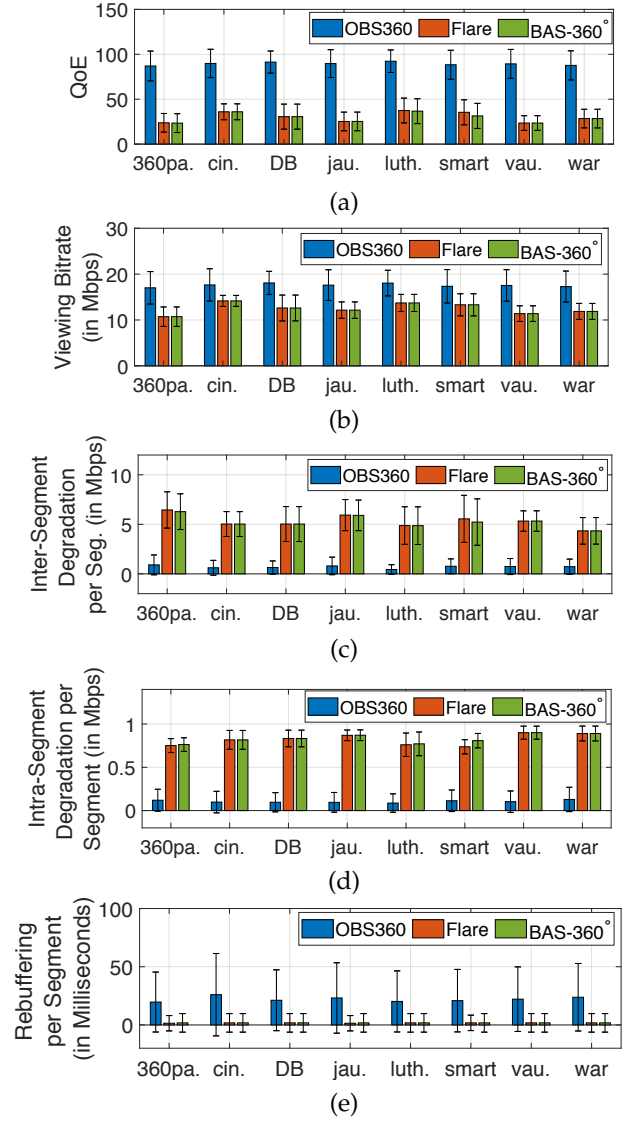 150
100
50
0
QoE
OBS360 Flare BAS-360°
360pa. cin. DB jau. luth. smart vau. war
(a)
30
20
10
0
Viewing Bitrate
(in Mbps)
OBS360 Flare BAS-360°
360pa. cin. DB jau. luth. smart vau. war
(b)
10
5
0
Inter-Segment
Degradation
per Seg. (in Mbps)
OBS360 Flare BAS-360°
360pa. cin. DB jau. luth. smart vau. war
(c)
1
0.5
0
Intra-Segment
Degradation per
Segment (in Mbps)
OBS360 Flare BAS-360°
360pa. cin. DB jau. luth. smart vau. war
(d)
100
50
0
Rebuffering
per Segment
(in Milliseconds)
OBS360 Flare BAS-360°
360pa. cin. DB jau. luth. smart vau. war
(e)